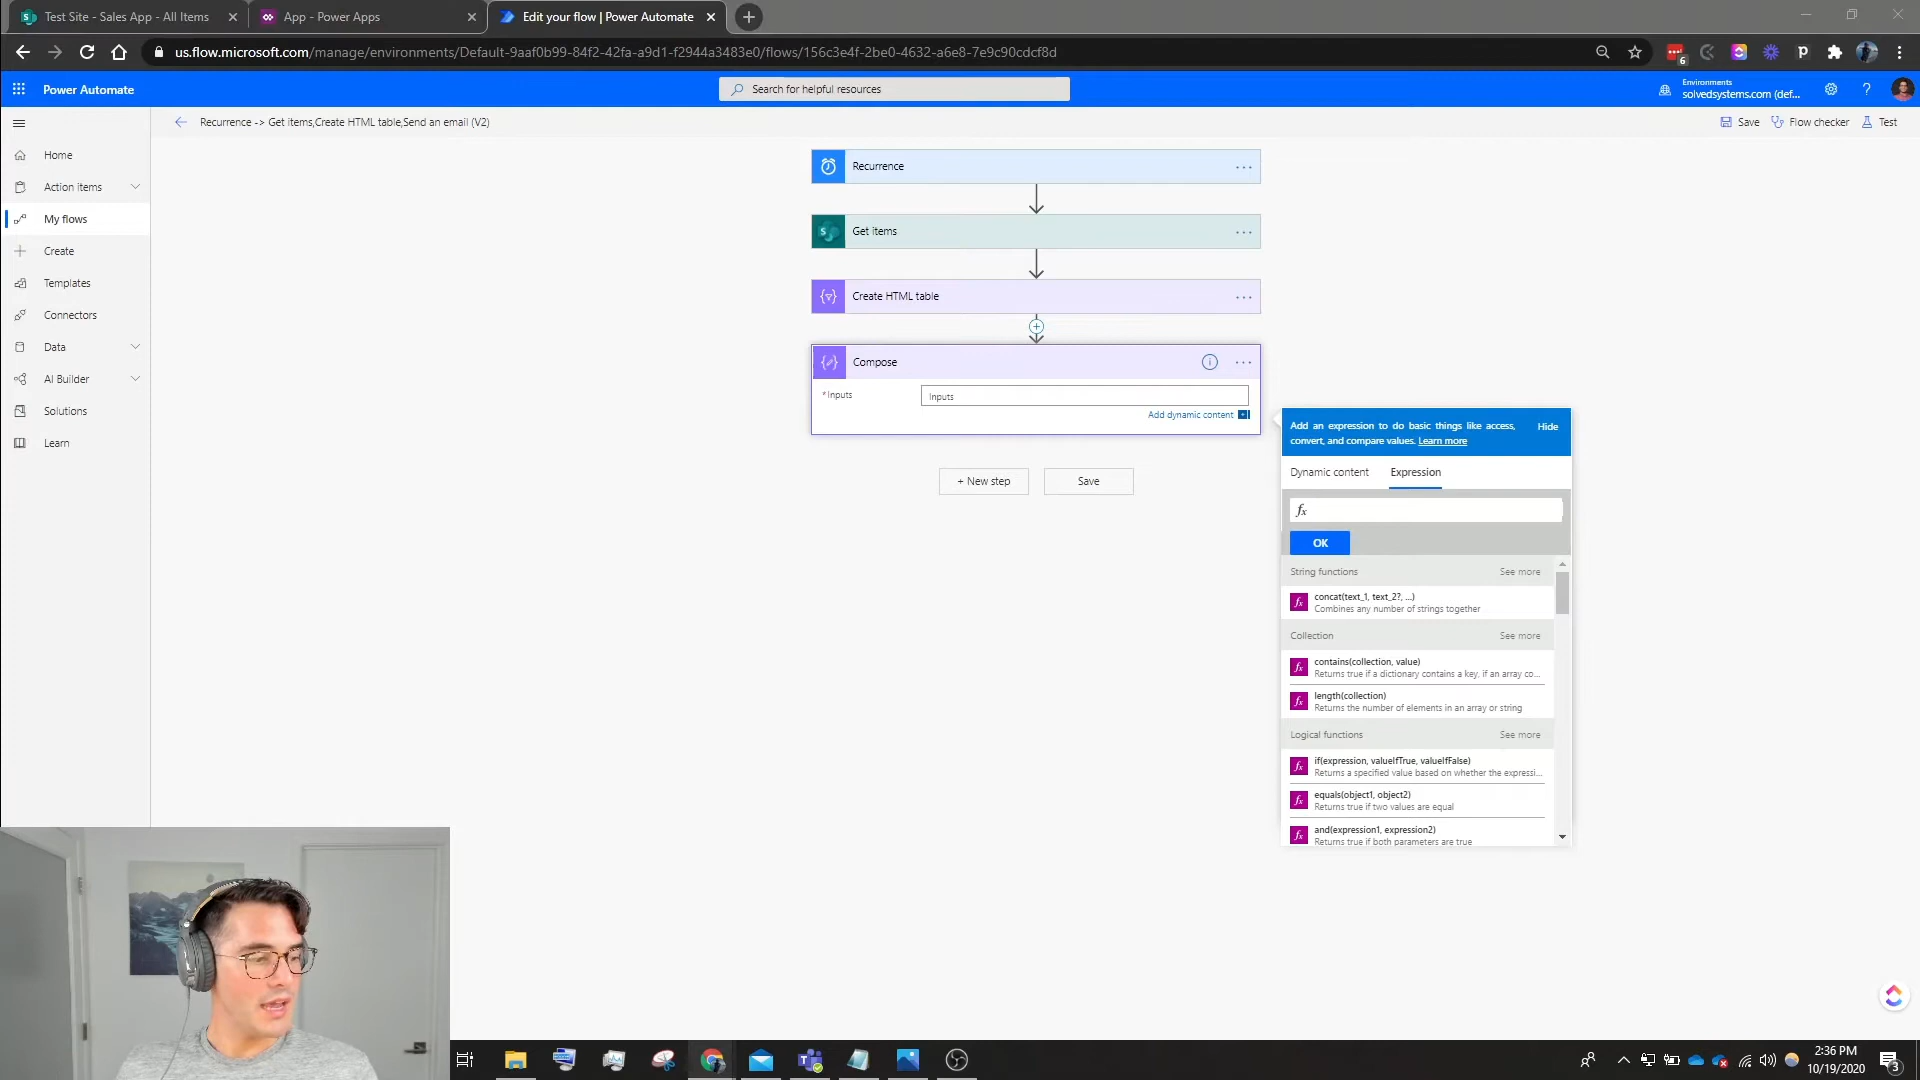 Test Site - Sales App - All Items
App - Power Apps
Edit your flow | Power Automate
us.flow.microsoft.com/manage/environments/Default-9aaf0b99-84f2-42fa-a9d1-f2944a3483e0/flows/156c3e4f-2be0-4632-a6e8-7e9c90cdcf8d
6
P
Power Automate
Search for helpful resources
Environments
solvedsystems.com (def...
?
Recurrence -> Get items,Create HTML table,Send an email (V2)
Save
Flow checker
Test
Home
Action items
My flows
Create
Templates
Connectors
Data
AI Builder
Solutions
Learn
Recurrence
Get items
Create HTML table
Compose
* Inputs
Inputs
Add dynamic content
+ New step
Save
Add an expression to do basic things like access,
convert, and compare values. Learn more
Hide
Dynamic content
Expression
fx
OK
String functions
See more
fx
concat(text_1, text_2?, ...)
Combines any number of strings together
Collection
See more
fx
contains(collection, value)
Returns true if a dictionary contains a key, if an array co...
fx
length(collection)
Returns the number of elements in an array or string
Logical functions
See more
fx
if(expression, valueIfTrue, valueIfFalse)
Returns a specified value based on whether the expressi...
fx
equals(object1, object2)
Returns true if two values are equal
fx
and(expression1, expression2)
Returns true if both parameters are true
2:36 PM
10/19/2020
3